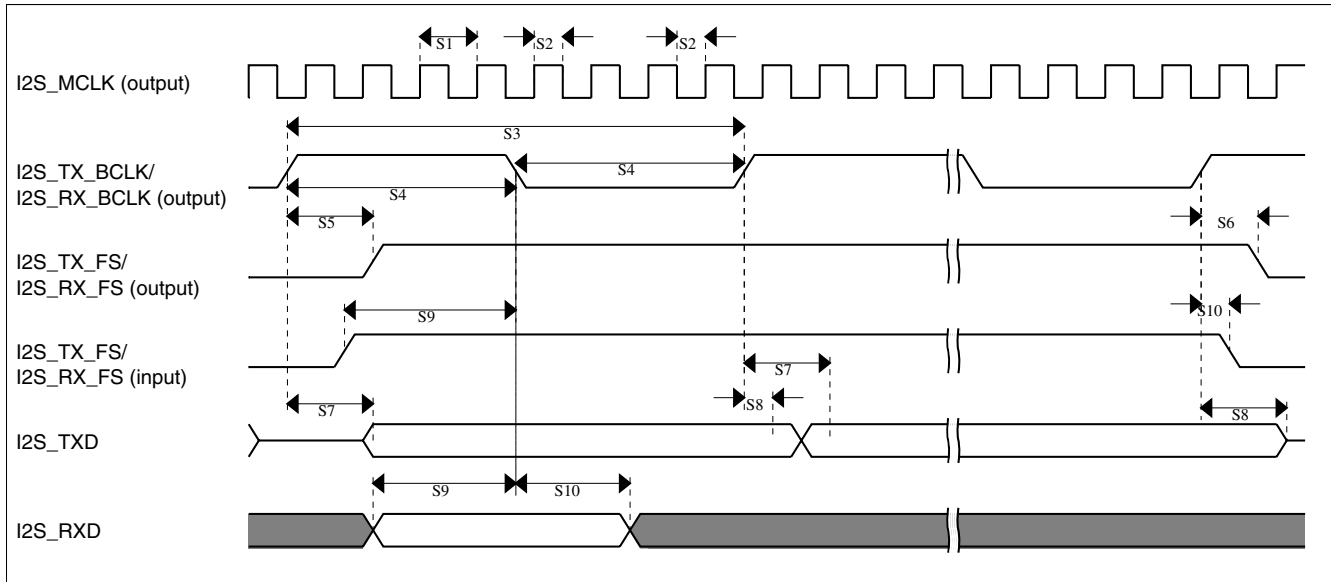 S1
S2
S2
I2S_MCLK (output)
S3
I2S_TX_BCLK/
I2S_RX_BCLK (output)
S4
S4
S5
S6
I2S_TX_FS/
I2S_RX_FS (output)
S9
S10
I2S_TX_FS/
I2S_RX_FS (input)
S7
S7
S8
S8
I2S_TXD
S9
S10
I2S_RXD